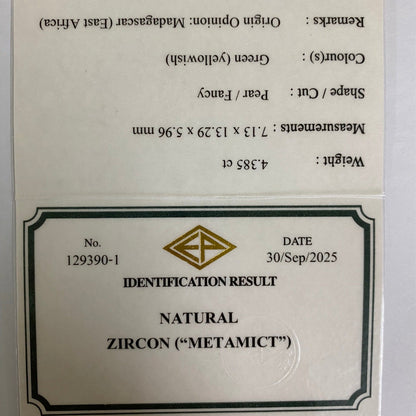 Weight : 4.385 ct
Measurements : 7.13 x 13.29 x 5.96 mm
Shape / Cut : Pear / Fancy
Colour(s) : Green (yellowish)
Remarks : Origin Opinion: Madagascar (East Africa)
No. EP DATE
129390-1 30/Sep/2025
IDENTIFICATION RESULT
NATURAL
ZIRCON (“METAMICT”)